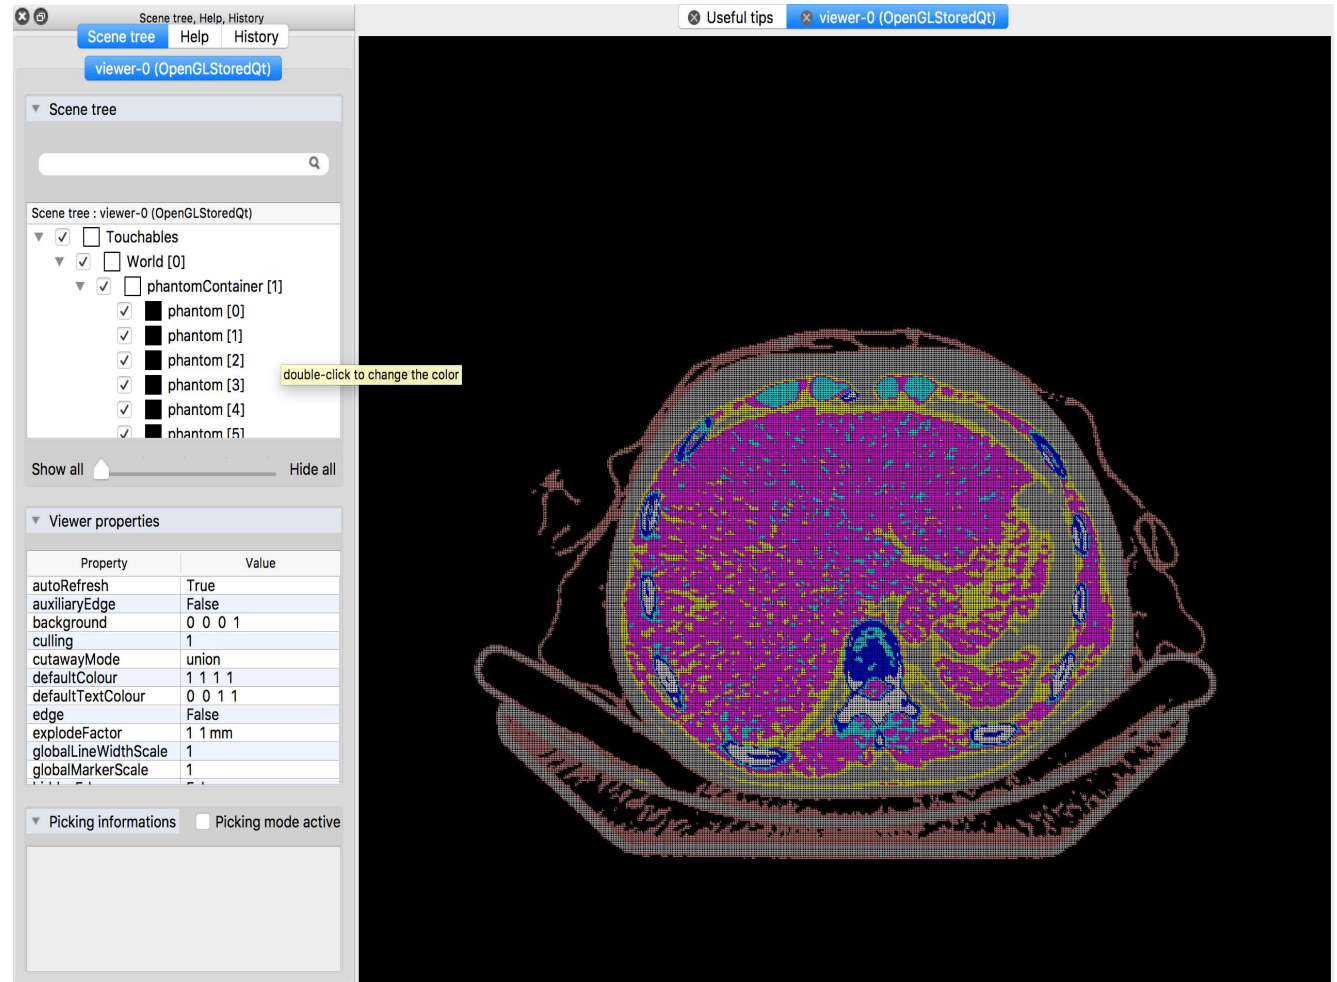 Scene tree, Help, History
Scene tree Help History
viewer-0 (OpenGLStoredQt)
Useful tips
viewer-0 (OpenGLStoredQt)
Scene tree
Scene tree : viewer-0 (OpenGLStoredQt)
Touchables
World [0]
phantomContainer [1]
phantom [0]
phantom [1]
phantom [2]
double-click to change the color
phantom [3]
phantom [4]
phantom [5]
Show all Hide all
Viewer properties
Property Value
autoRefresh True
auxiliaryEdge False
background 0 0 0 1
culling 1
cutawayMode union
defaultColour 1 1 1 1
defaultTextColour 0 0 1 1
edge False
explodeFactor 1 1 mm
globalLineWidthScale 1
globalMarkerScale 1
Picking informations Picking mode active